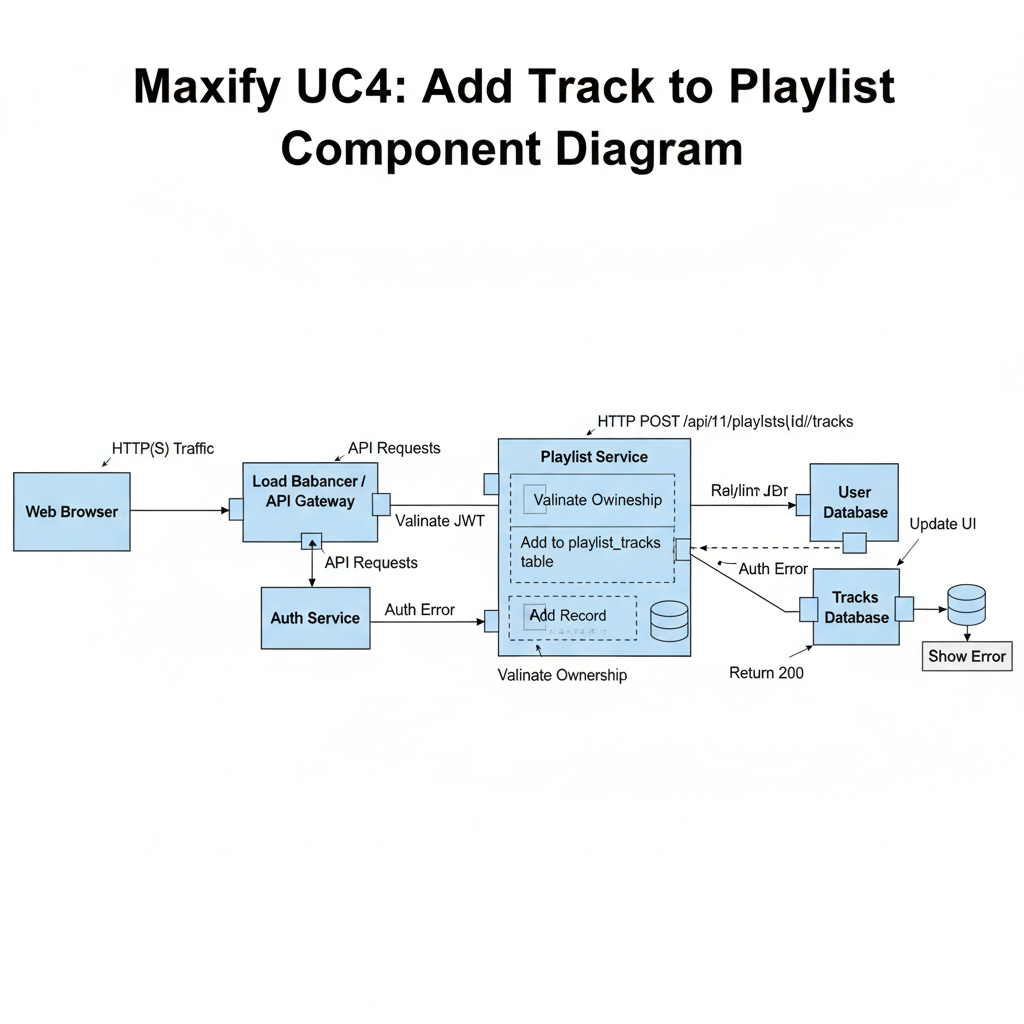 Maxify UC4: Add Track to Playlist
Component Diagram
HTTP POST /api/11/playlsts(id//tracks
HTTP(S) Traffic
API Requests
Playlist Service
Load Babancer /
API Gateway
Web Browser
Valinate JWT
Valinate Owineship
User
Database
Update UI
Add to playlist_tracks
table
API Requests
Auth Error
Auth Service
Auth Error
Add Record
Tracks
Database
Show Error
Valinate Ownership
Return 200